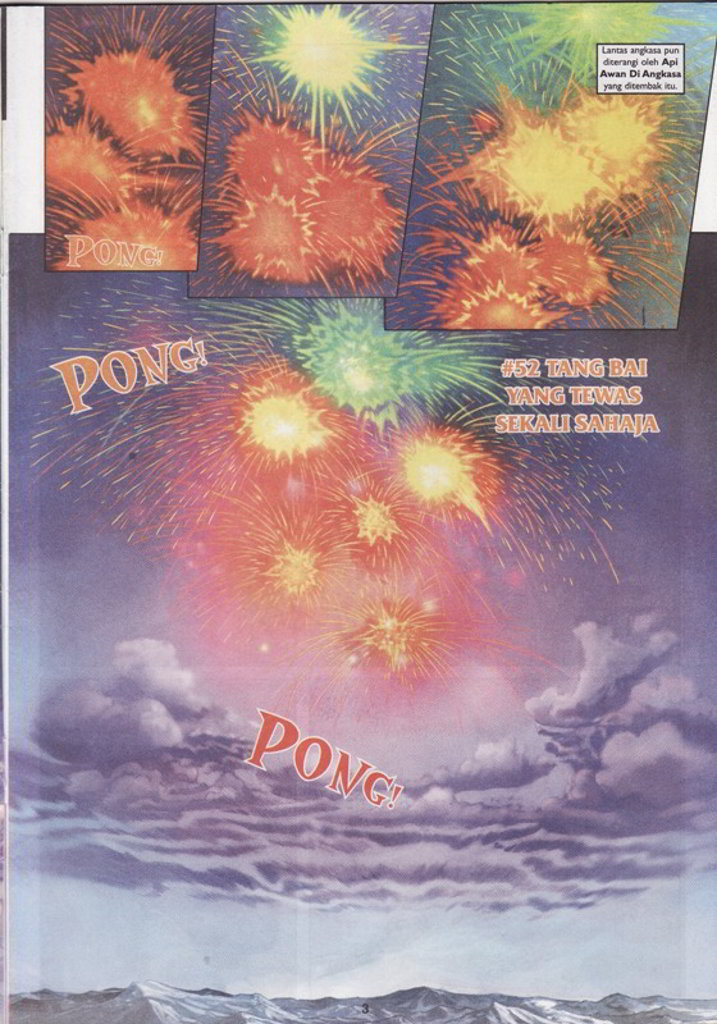 Lantas angkasa pun
diterangi oleh Api
Awan Di Angkasa
yang ditembak itu.
PONG!
PONG!
#52 TANG BAI
YANG TEWAS
SEKALI SAHAJA
PONG!
3